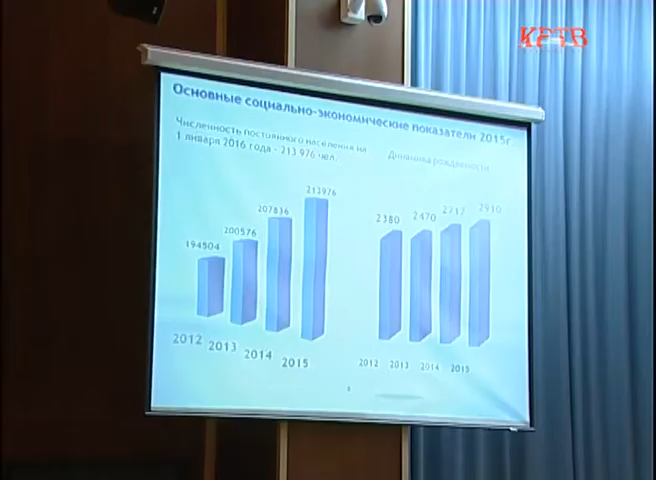 КРТВ
Основные социально-экономические показатели 2015г.
Численность постоянного населения на
1 января 2016 года - 213 976 чел.
Динамика рождаемости
194504 200576 207836 213976
2380 2470 2717 2910
2012 2013 2014 2015
2012 2013 2014 2015